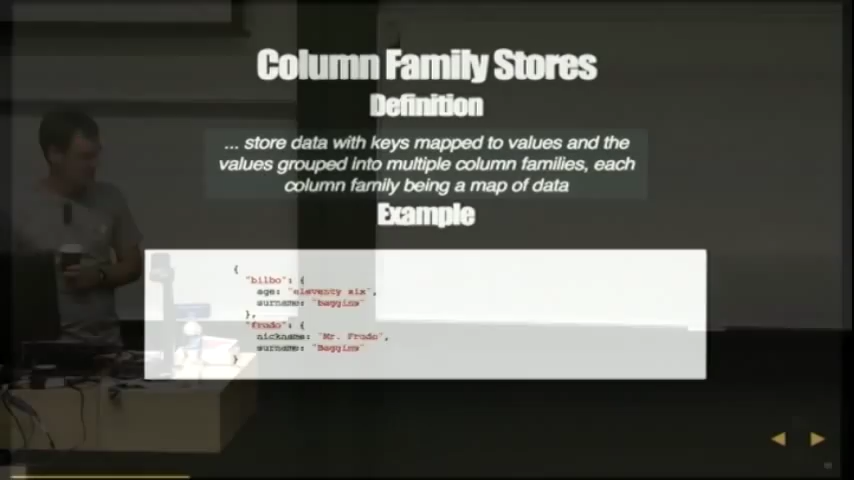 Column Family Stores
Definition
... store data with keys mapped to values and the
values grouped into multiple column families, each
column family being a map of data
Example
{
"bilbo": {
age: "eleventy six",
surname: "baggins"
},
"frodo": {
nickname: "Mr. Frodo",
surname: "Baggins"
}
}